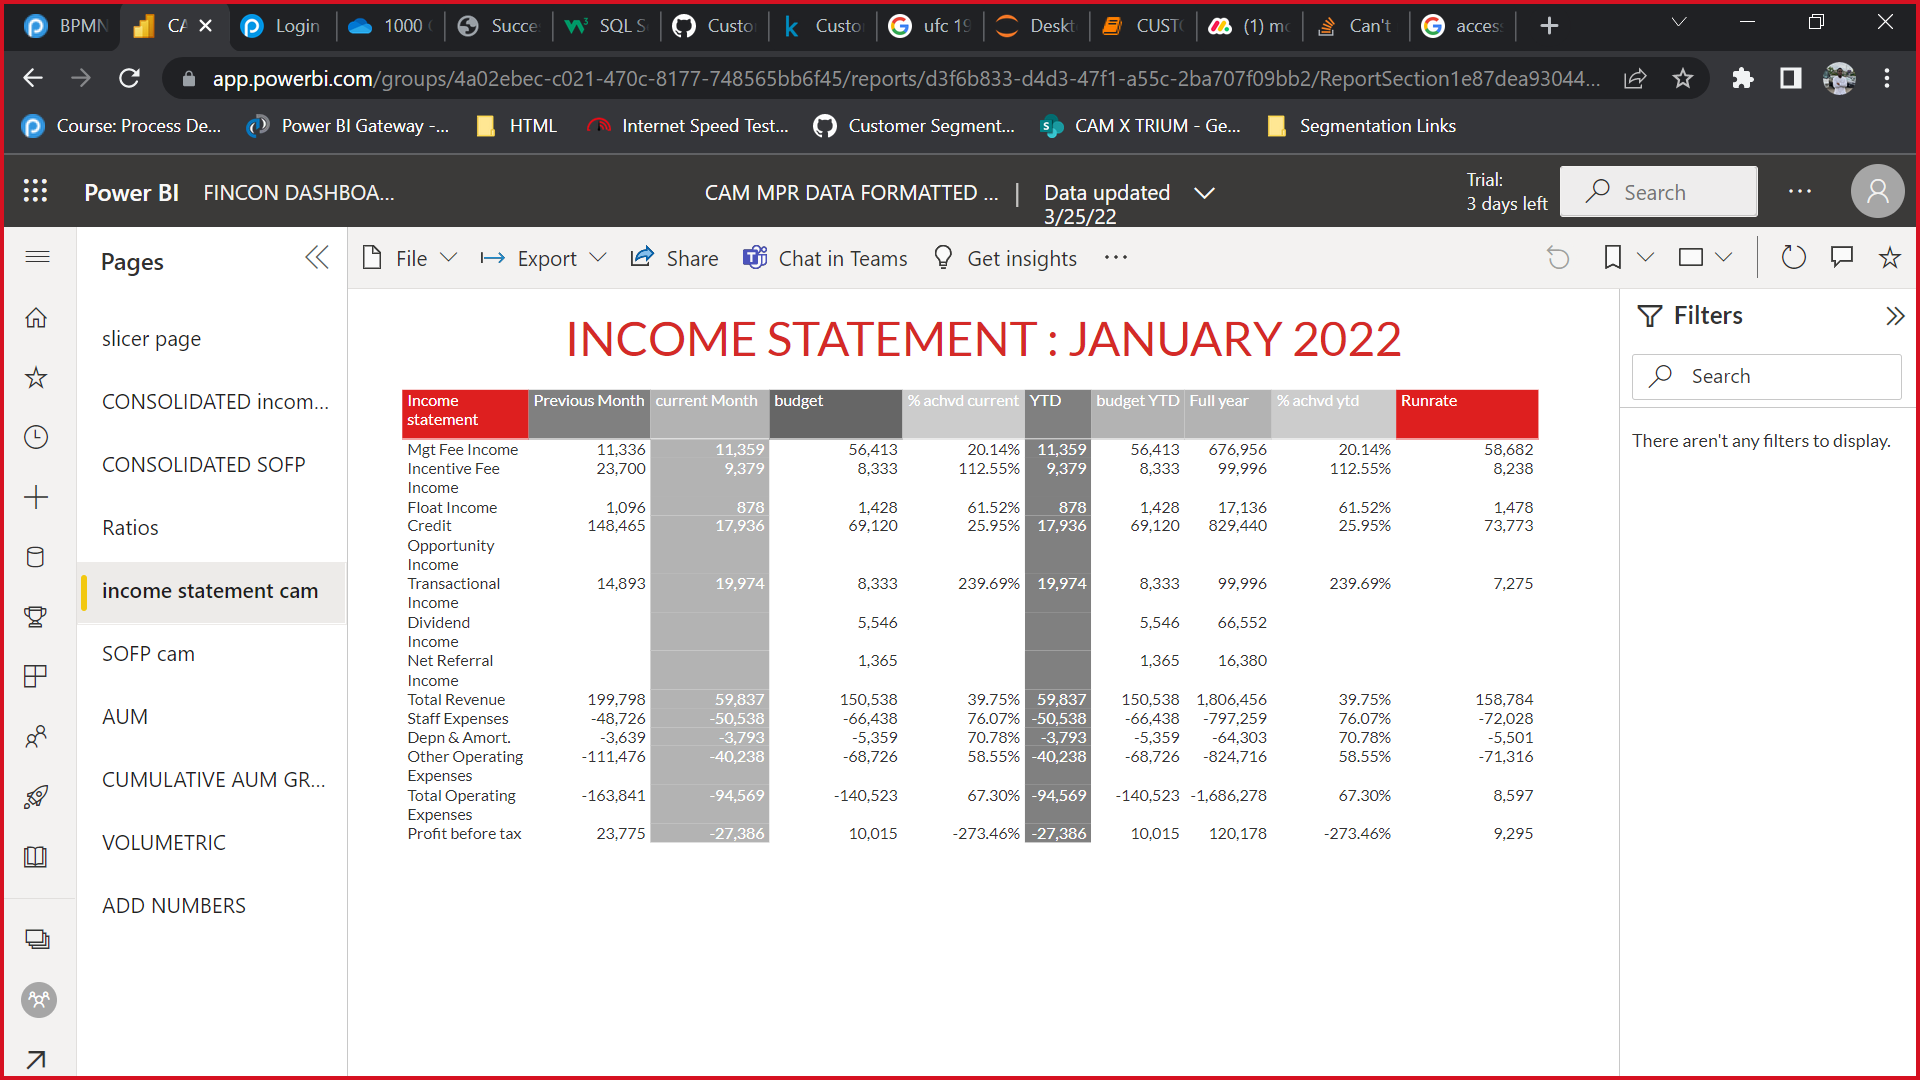 BPMN CA Login 1000 Succe SQL S Custo Custo ufc 19 Deskt CUST (1) mo Can't acces
app.powerbi.com/groups/4a02ebec-c021-470c-8177-748565bb6f45/reports/d3f6b833-d4d3-47f1-a55c-2ba707f09bb2/ReportSection1e87dea93044...
Course: Process De... Power BI Gateway -... HTML Internet Speed Test... Customer Segment... CAM X TRIUM - Ge... Segmentation Links
Power BI FINCON DASHBOA... CAM MPR DATA FORMATTED ... | Data updated 3/25/22
Trial:
3 days left
Search
Pages
File Export Share Chat in Teams Get insights
slicer page
CONSOLIDATED incom...
CONSOLIDATED SOFP
Ratios
income statement cam
SOFP cam
AUM
CUMULATIVE AUM GR...
VOLUMETRIC
ADD NUMBERS
INCOME STATEMENT : JANUARY 2022
Income statement Previous Month current Month budget % achvd current YTD budget YTD Full year % achvd ytd Runrate
Mgt Fee Income 11,336 11,359 56,413 20.14% 11,359 56,413 676,956 20.14% 58,682
Incentive Fee Income 23,700 9,379 8,333 112.55% 9,379 8,333 99,996 112.55% 8,238
Float Income 1,096 878 1,428 61.52% 878 1,428 17,136 61.52% 1,478
Credit Opportunity Income 148,465 17,936 69,120 25.95% 17,936 69,120 829,440 25.95% 73,773
Transactional Income 14,893 19,974 8,333 239.69% 19,974 8,333 99,996 239.69% 7,275
Dividend Income 5,546 5,546 66,552
Net Referral Income 1,365 1,365 16,380
Total Revenue 199,798 59,837 150,538 39.75% 59,837 150,538 1,806,456 39.75% 158,784
Staff Expenses -48,726 -50,538 -66,438 76.07% -50,538 -66,438 -797,259 76.07% -72,028
Depn & Amort. -3,639 -3,793 -5,359 70.78% -3,793 -5,359 -64,303 70.78% -5,501
Other Operating Expenses -111,476 -40,238 -68,726 58.55% -40,238 -68,726 -824,716 58.55% -71,316
Total Operating Expenses -163,841 -94,569 -140,523 67.30% -94,569 -140,523 -1,686,278 67.30% 8,597
Profit before tax 23,775 -27,386 10,015 -273.46% -27,386 10,015 120,178 -273.46% 9,295
Filters
Search
There aren't any filters to display.